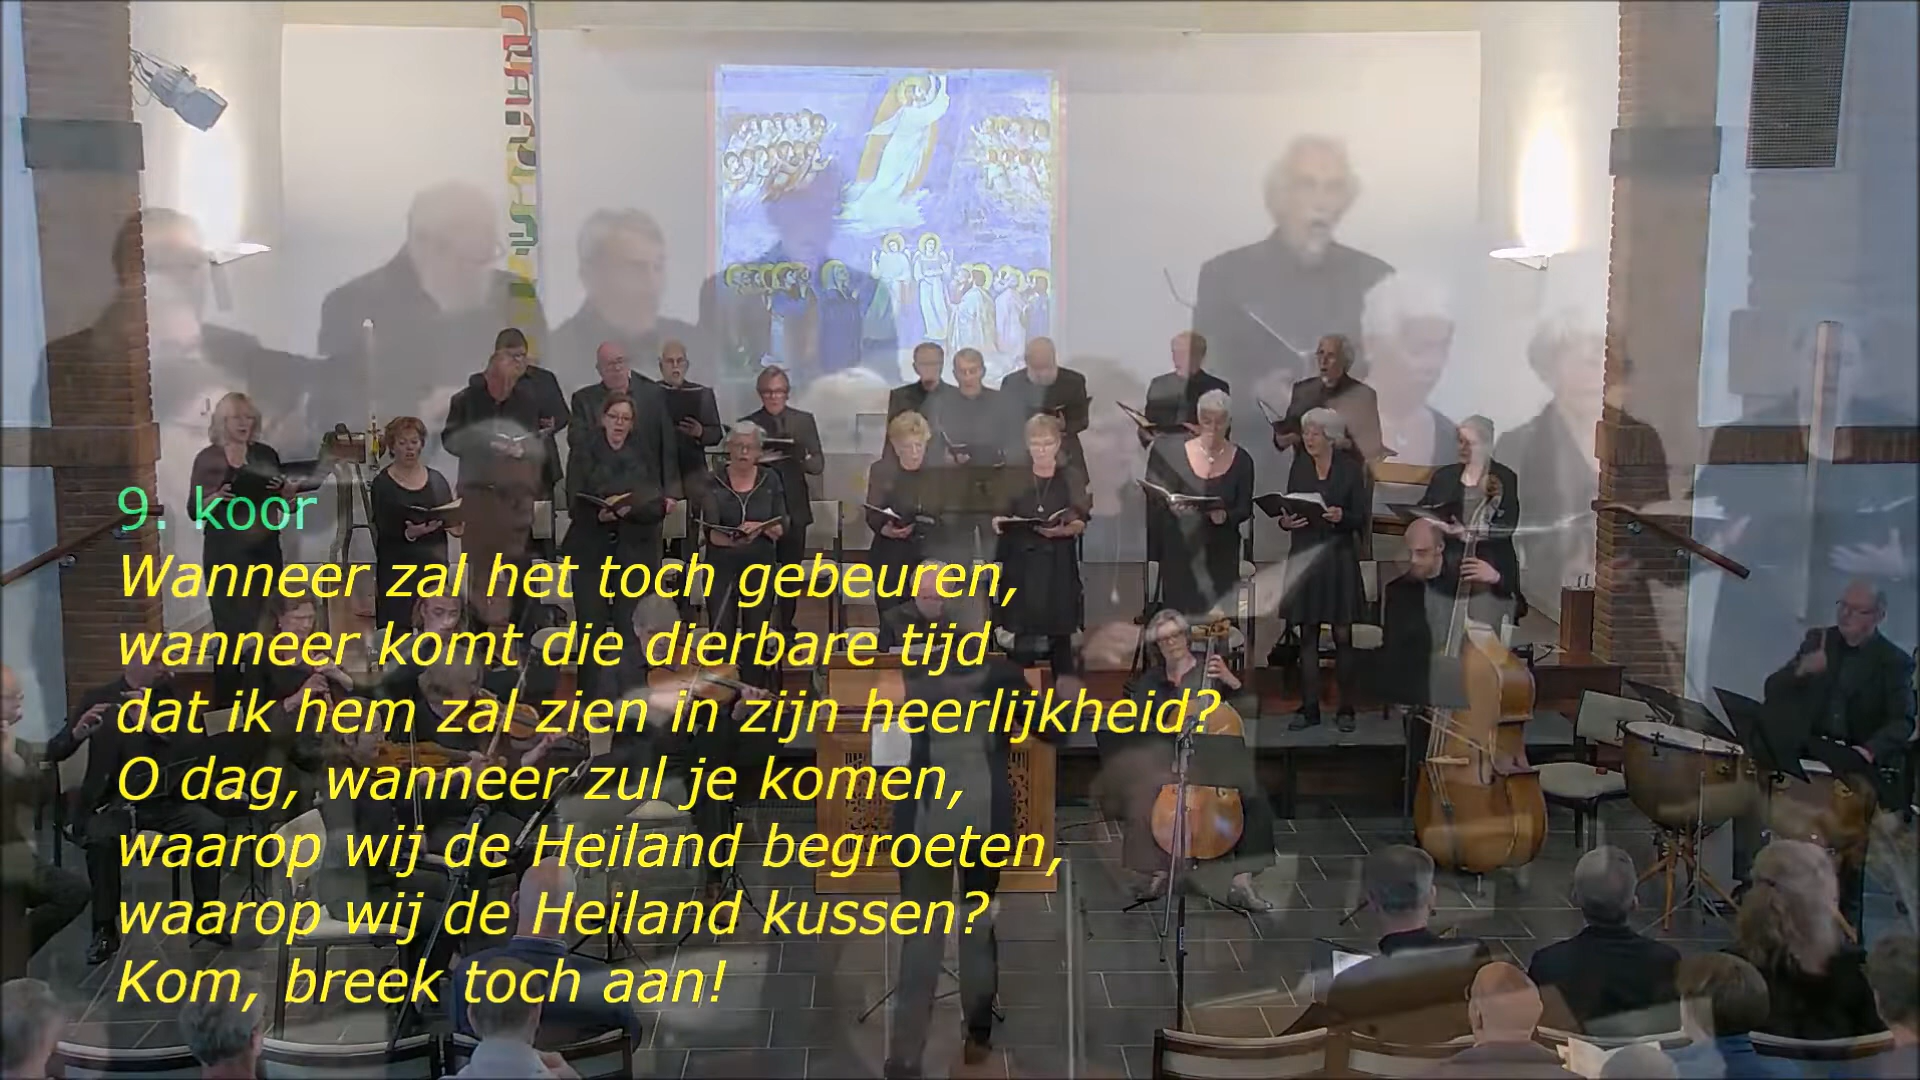 9. koor
Wanneer zal het toch gebeuren,
wanneer komt die dierbare tijd
dat ik hem zal zien in zijn heerlijkheid?
O dag, wanneer zul je komen,
waarop wij de Heiland begroeten,
waarop wij de Heiland kussen?
Kom, breek toch aan!